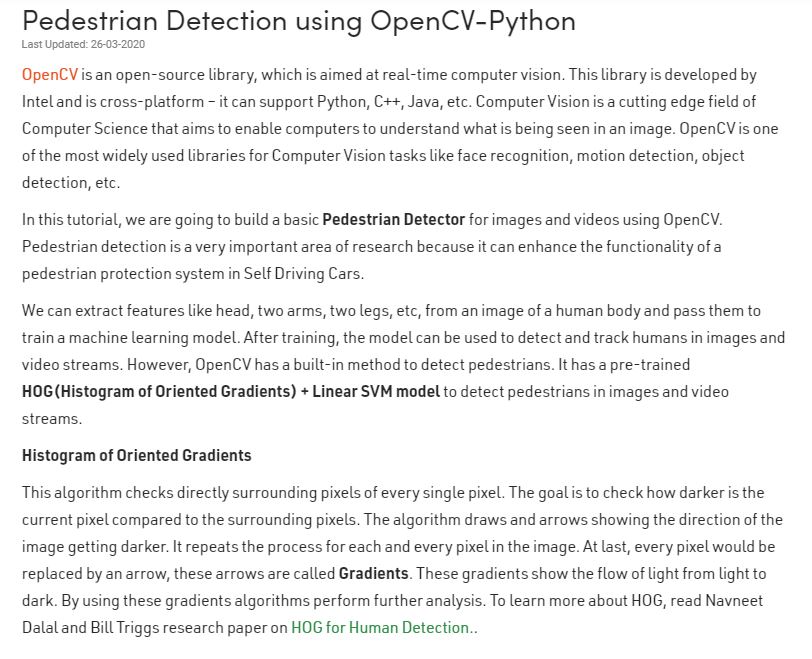 Pedestrian Detection using OpenCV-Python
Last Updated: 26-03-2020
OpenCV is an open-source library, which is aimed at real-time computer vision. This library is developed by
Intel and is cross-platform – it can support Python, C++, Java, etc. Computer Vision is a cutting edge field of
Computer Science that aims to enable computers to understand what is being seen in an image. OpenCV is one
of the most widely used libraries for Computer Vision tasks like face recognition, motion detection, object
detection, etc.
In this tutorial, we are going to build a basic Pedestrian Detector for images and videos using OpenCV.
Pedestrian detection is a very important area of research because it can enhance the functionality of a
pedestrian protection system in Self Driving Cars.
We can extract features like head, two arms, two legs, etc, from an image of a human body and pass them to
train a machine learning model. After training, the model can be used to detect and track humans in images and
video streams. However, OpenCV has a built-in method to detect pedestrians. It has a pre-trained
HOG(Histogram of Oriented Gradients) + Linear SVM model to detect pedestrians in images and video
streams.
Histogram of Oriented Gradients
This algorithm checks directly surrounding pixels of every single pixel. The goal is to check how darker is the
current pixel compared to the surrounding pixels. The algorithm draws and arrows showing the direction of the
image getting darker. It repeats the process for each and every pixel in the image. At last, every pixel would be
replaced by an arrow, these arrows are called Gradients. These gradients show the flow of light from light to
dark. By using these gradients algorithms perform further analysis. To learn more about HOG, read Navneet
Dalal and Bill Triggs research paper on HOG for Human Detection..